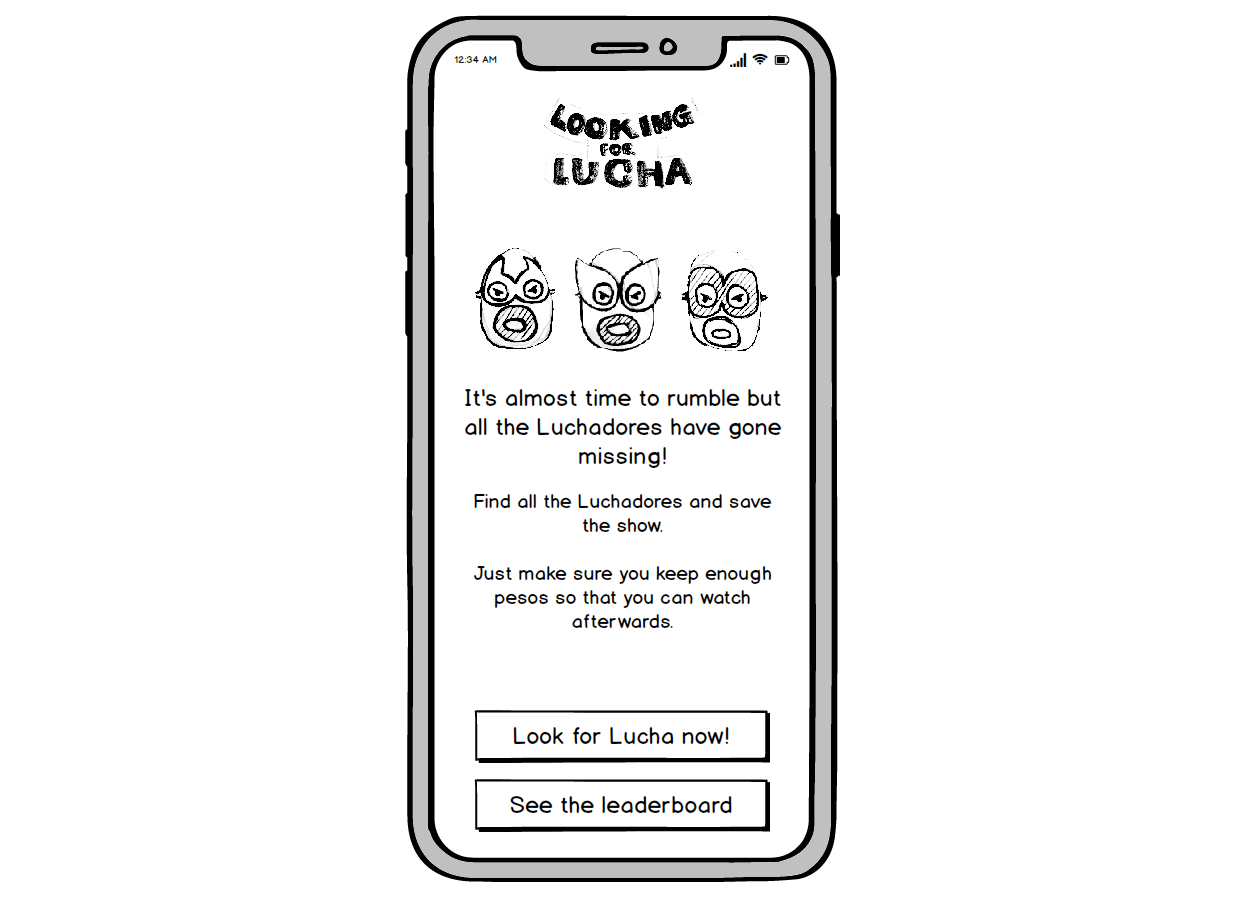 12:34 AM
LOOKING
FOR
LUCHA
It's almost time to rumble but
all the Luchadores have gone
missing!
Find all the Luchadores and save
the show.
Just make sure you keep enough
pesos so that you can watch
afterwards.
Look for Lucha now!
See the leaderboard